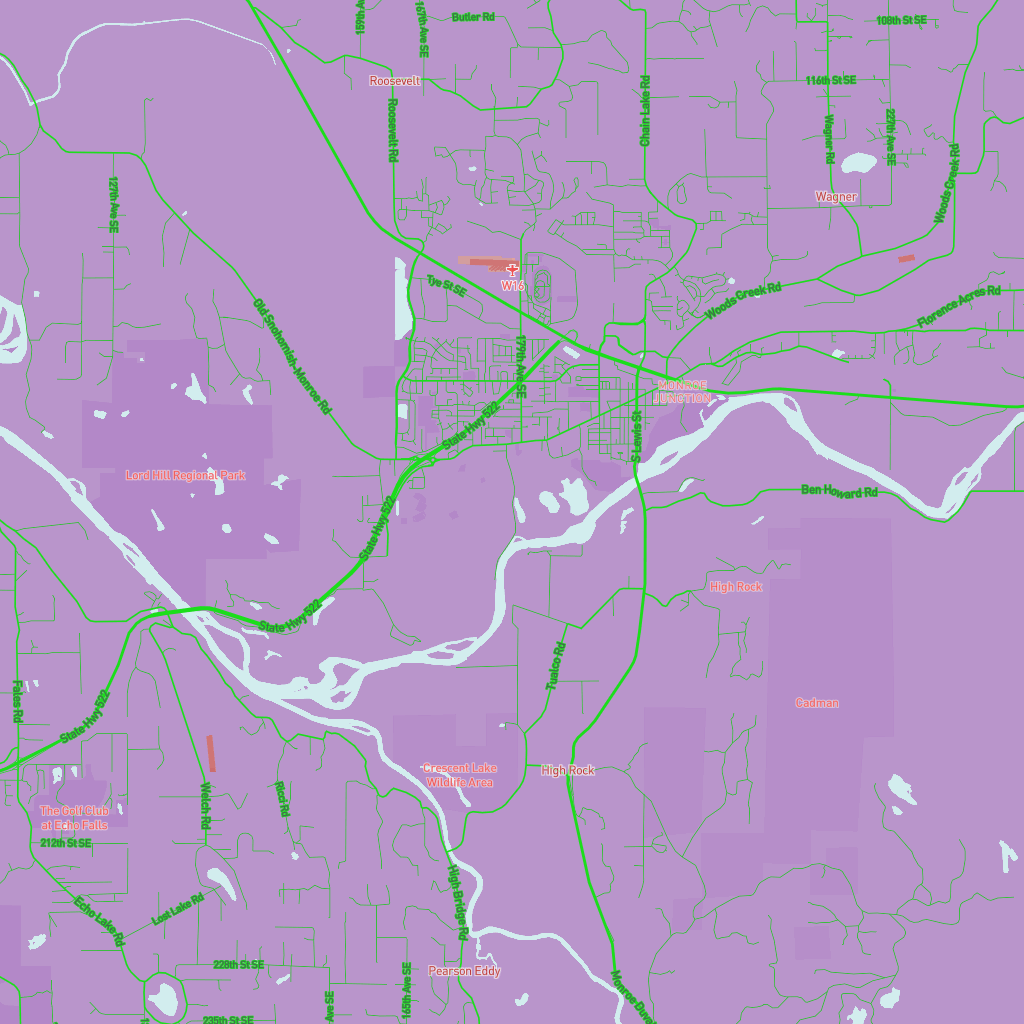 159th Av
167th Ave SE
Butler Rd
108th St SE
Roosevelt
116th St SE
Chain Lake Rd
Roosevelt Rd
Wagner Rd
227th Ave SE
Woods Creek Rd
127th Ave SE
Wagner
W16
Tye St SE
Woods Creek Rd
Florence Acres Rd
Old Snohomish-Monroe Rd
179th Ave SE
MONROE
JUNCTION
State Hwy 522
S Lewis St
Lord Hill Regional Park
Ben Howard Rd
State Hwy 522
High Rock
State Hwy 522
Tualco Rd
Fales Rd
State Hwy 522
Cadman
Crescent Lake
Wildlife Area
High Rock
Welch Rd
Ricci Rd
The Golf Club
at Echo Falls
212th St SE
High Bridge Rd
Lost Lake Rd
Echo Lake Rd
228th St SE
Pearson Eddy
165th Ave SE
Ave SE
235th St SE
Monroe-Duval